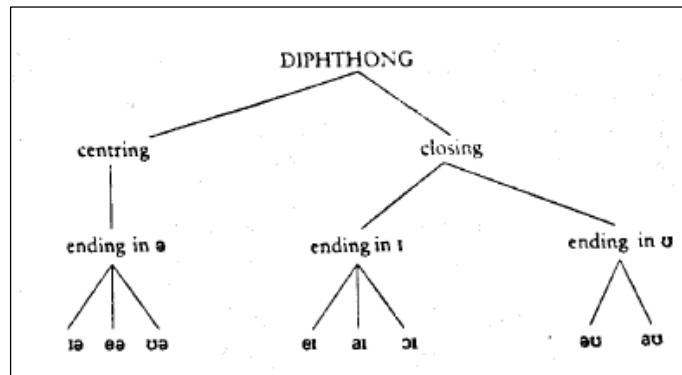 DIPHTHONG
centring closing
ending in ə ending in ɪ ending in ʊ
ɪə eə ʊə eɪ aɪ ɔɪ əʊ aʊ